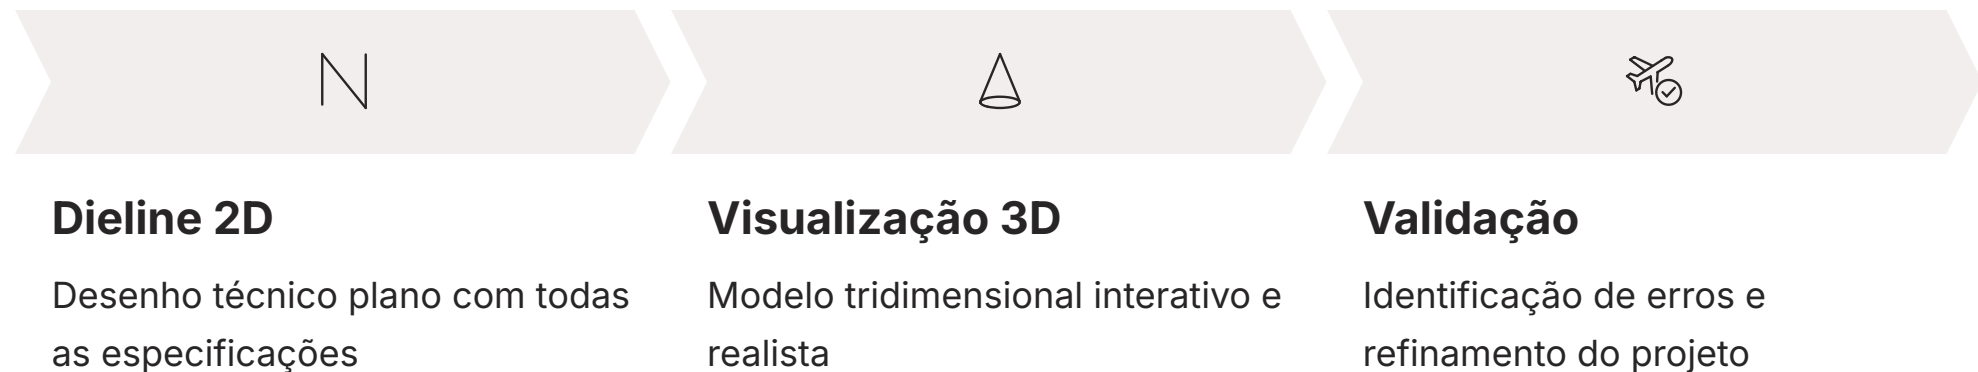 Dieline 2D
Desenho técnico plano com todas
as especificações
Visualização 3D
Modelo tridimensional interativo e
realista
Validação
Identificação de erros e
refinamento do projeto